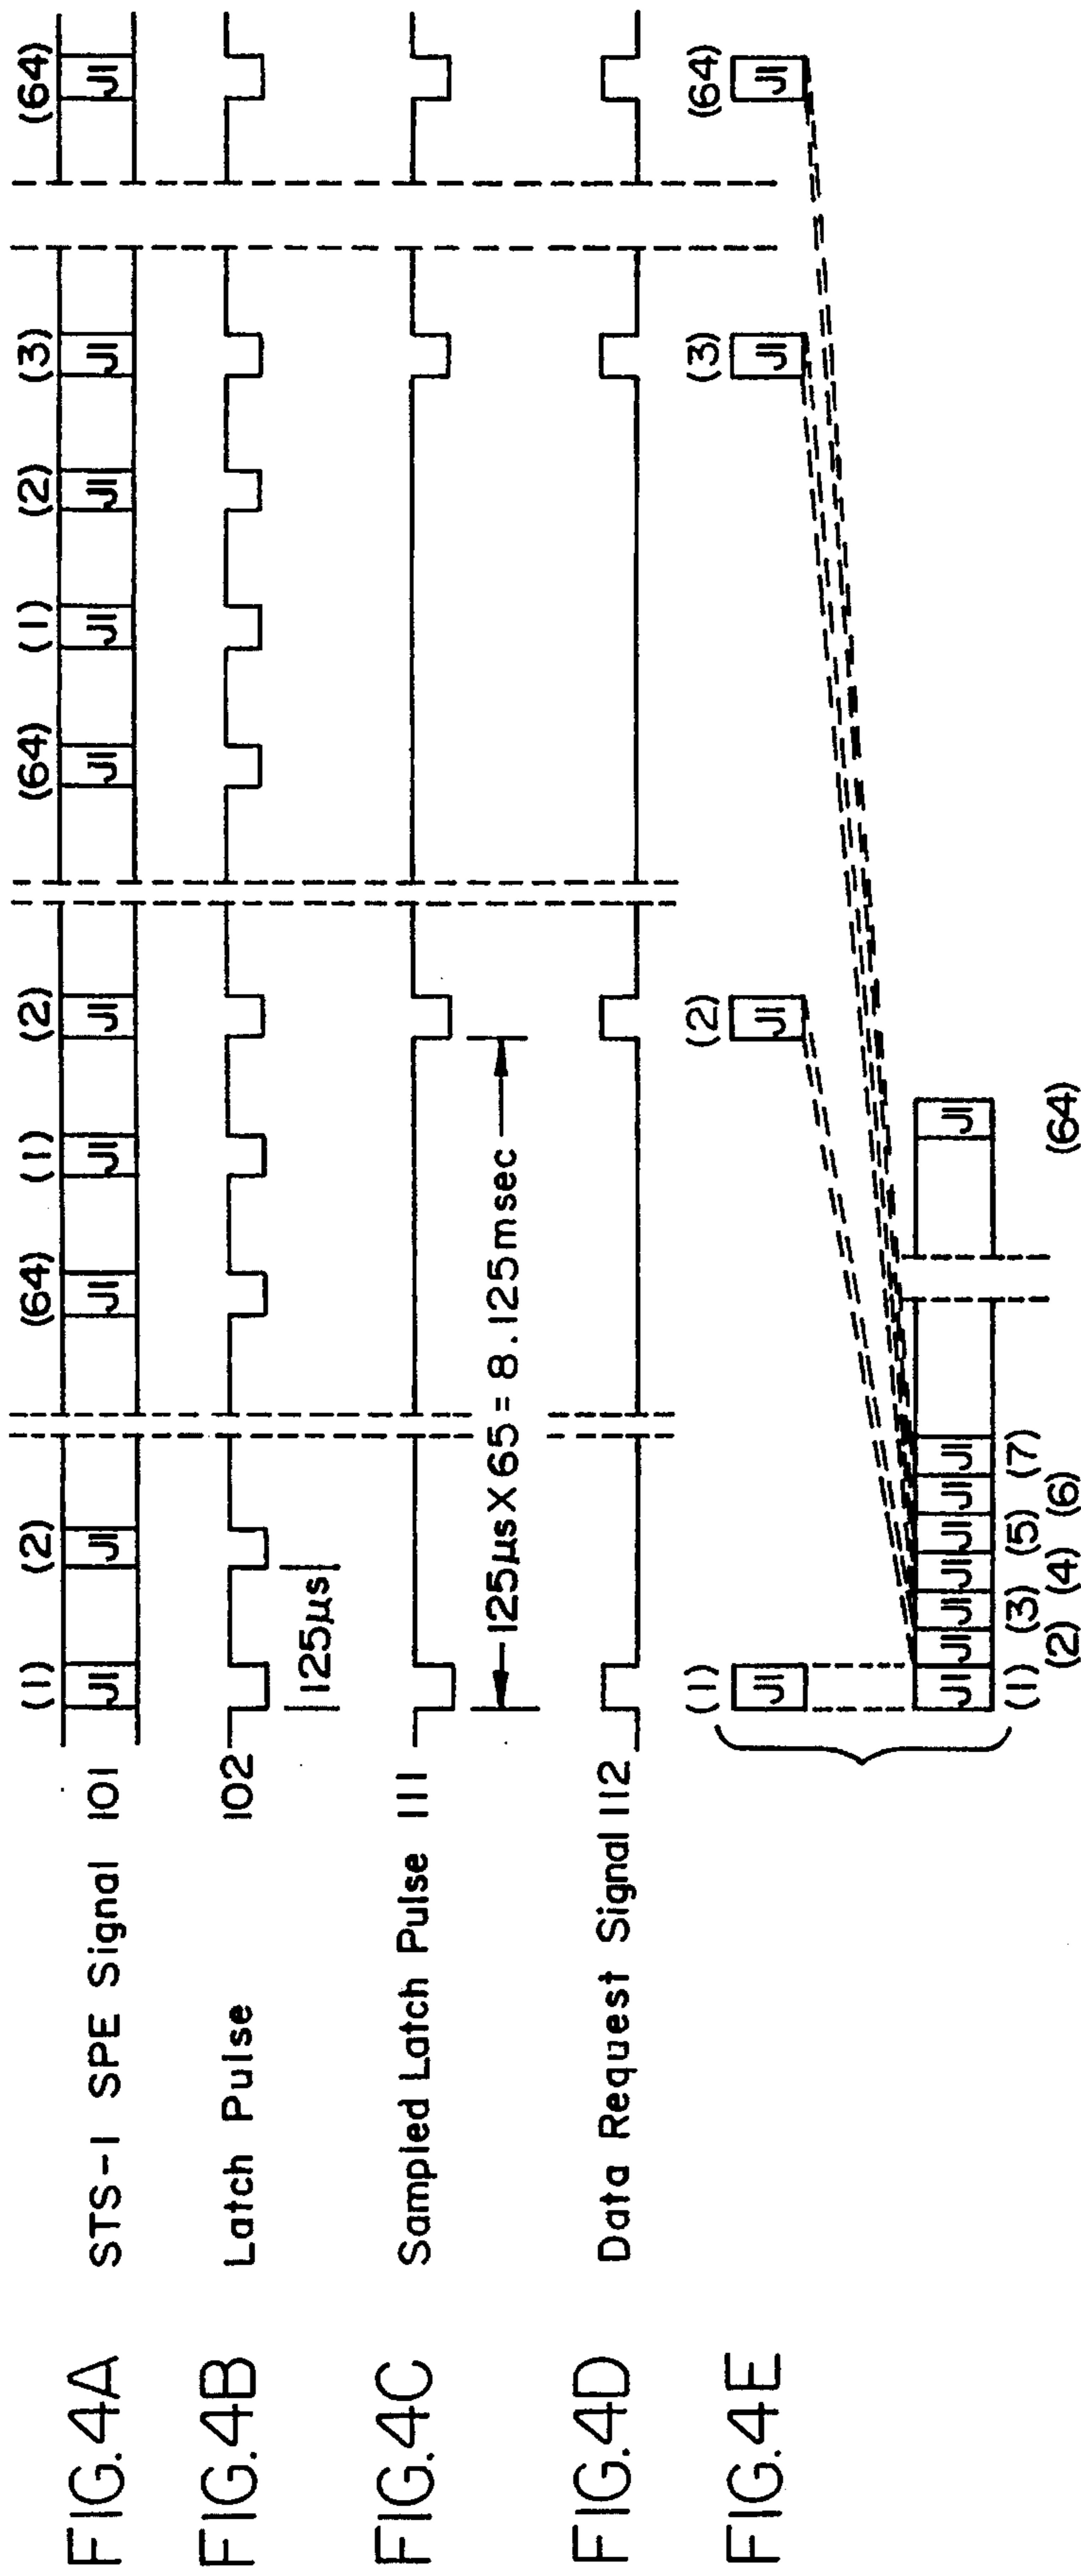 FIG.4A STS-1 SPE Signal 101
(1) (2) (64) (1) (2) (64) (1) (2) (3) (64)
J1 J1 J1 J1 J1 J1 J1 J1 J1 J1
FIG.4B Latch Pulse 102
125μs
FIG.4C Sampled Latch Pulse 111
125μs X 65 = 8.125msec
FIG.4D Data Request Signal 112
FIG.4E
(1) (2) (3) (64)
J1 J1 J1 J1
J1 J1 J1 J1 J1 J1 J1 J1
(1) (3) (5) (7)
(2) (4) (6) (64)